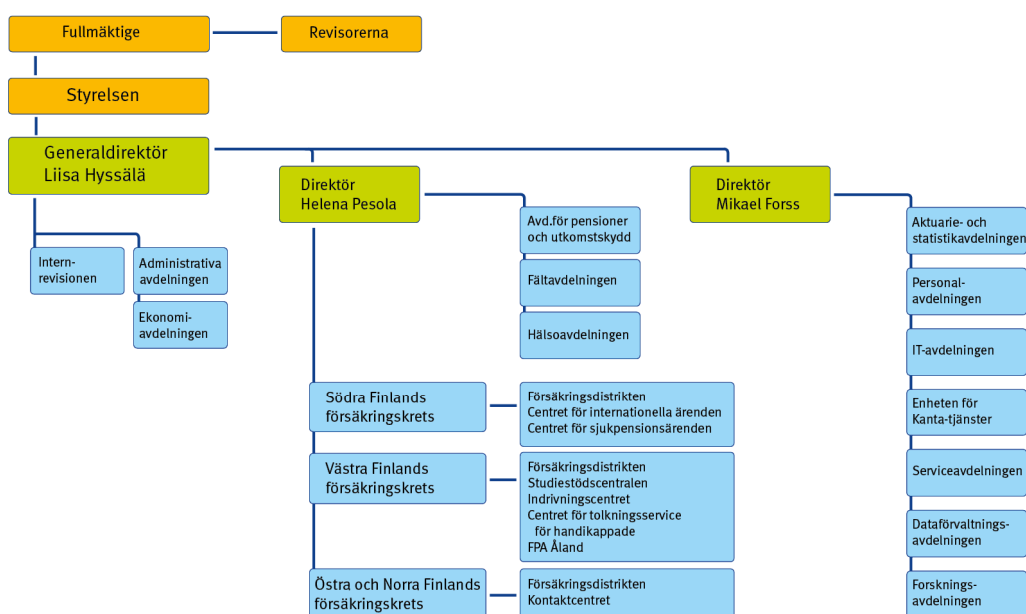 Fullmäktige
Revisorerna
Styrelsen
Generaldirektör
Liisa Hyssälä
Direktör
Helena Pesola
Direktör
Mikael Forss
Intern-
revisionen
Administrativa
avdelningen
Ekonomi-
avdelningen
Avd.för pensioner
och utkomstskydd
Fältavdelningen
Hälsoavdelningen
Södra Finlands
försäkringskrets
Försäkringsdistrikten
Centret för internationella ärenden
Centret för sjukpensionsärenden
Västra Finlands
försäkringskrets
Försäkringsdistrikten
Studiestödscentralen
Indrivningscentret
Centret för tolkningsservice
för handikappade
FPA Åland
Östra och Norra Finlands
försäkringskrets
Försäkringsdistrikten
Kontaktcentret
Aktuarie- och
statistikavdelningen
Personal-
avdelningen
IT-avdelningen
Enheten för
Kanta-tjänster
Serviceavdelningen
Dataförvaltnings-
avdelningen
Forsknings-
avdelningen